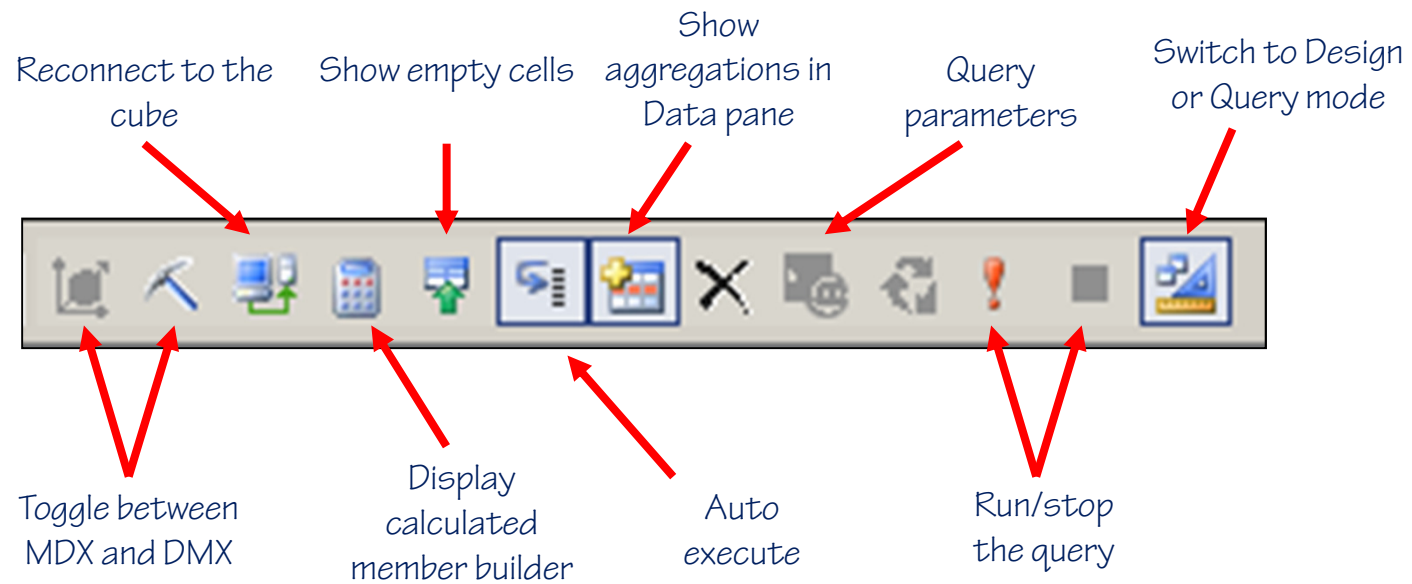 Reconnect to the
cube
Show empty cells
Show
aggregations in
Data pane
Query
parameters
Switch to Design
or Query mode
Toggle between
MDX and DMX
Display
calculated
member builder
Auto
execute
Run/stop
the query